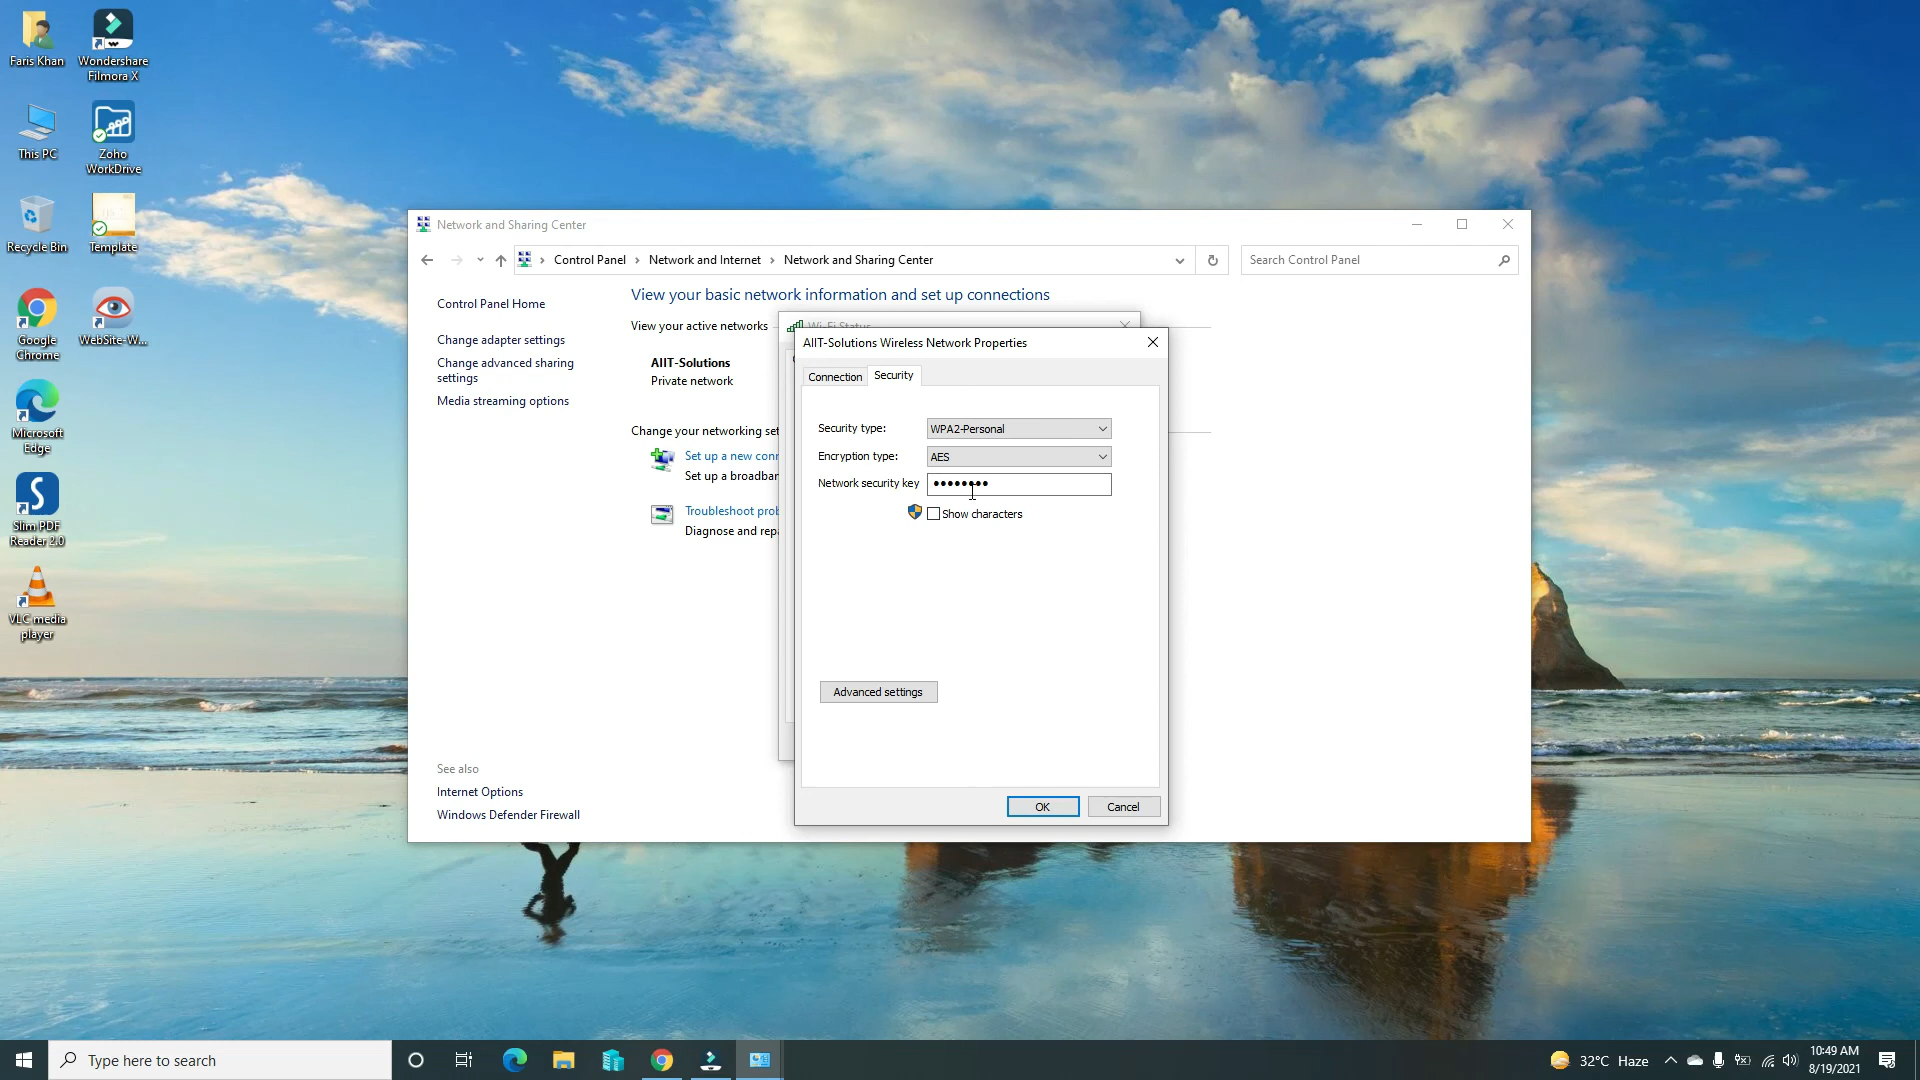 Faris Khan
Wondershare
Filmora X
This PC
Zoho
WorkDrive
Recycle Bin
Template
Google
Chrome
WebSite-W...
Microsoft
Edge
Slim PDF
Reader 2.0
VLC media
player
Network and Sharing Center
Control Panel
Network and Internet
Network and Sharing Center
Search Control Panel
Control Panel Home
Change adapter settings
Change advanced sharing
settings
Media streaming options
See also
Internet Options
Windows Defender Firewall
View your basic network information and set up connections
View your active networks
AIIT-Solutions
Private network
Change your networking set
Set up a new conn
Set up a broadban
Troubleshoot prob
Diagnose and repa
Wi-Fi Status
AIIT-Solutions Wireless Network Properties
Connection
Security
Security type:
WPA2-Personal
Encryption type:
AES
Network security key
••••••••
Show characters
Advanced settings
OK
Cancel
Type here to search
32°C Haze
10:49 AM
8/19/2021